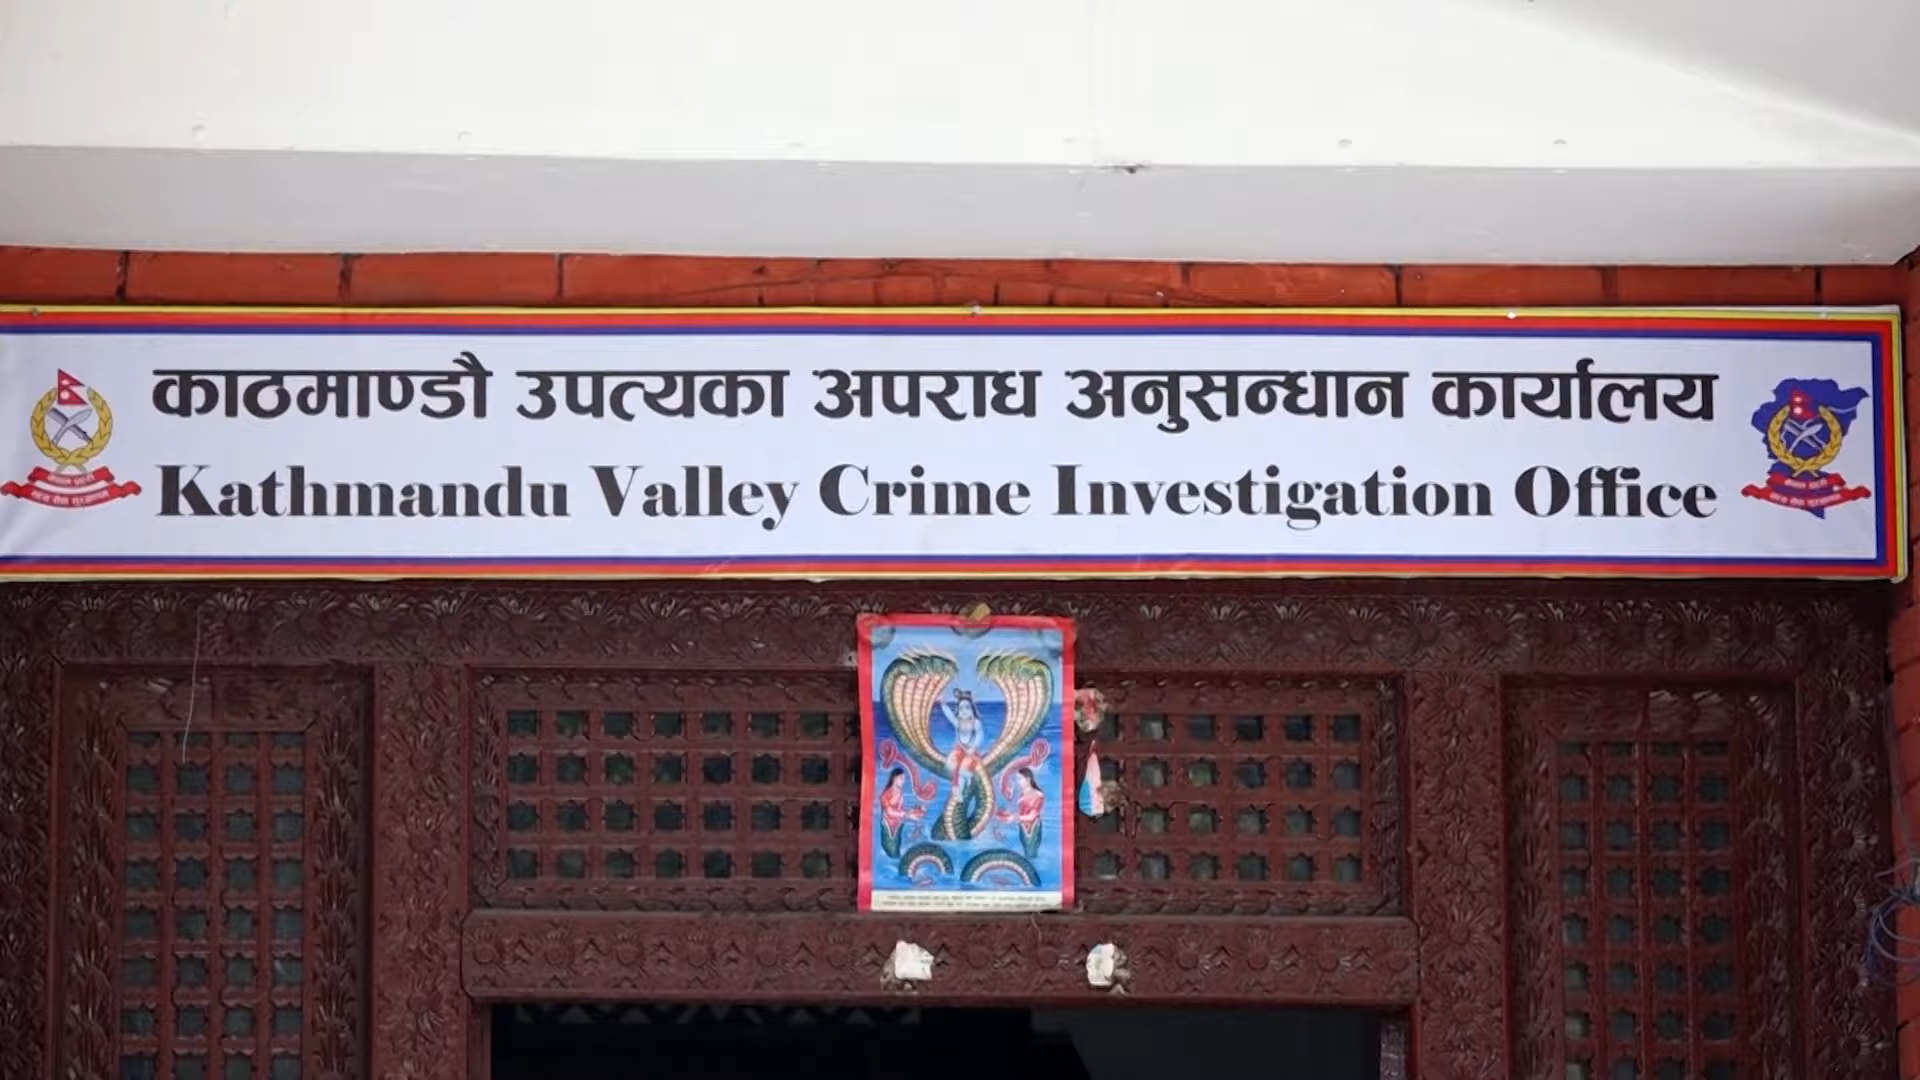 काठमाण्डौ उपत्यका अपराध अनुसन्धान कार्यालय
Kathmandu Valley Crime Investigation Office